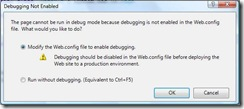 Debugging Not Enabled
The page cannot be run in debug mode because debugging is not enabled in the Web.config
file. What would you like to do?
Modify the Web.config file to enable debugging.
Debugging should be disabled in the Web.config file before deploying the
Web site to a production environment.
Run without debugging. (Equivalent to Ctrl+F5)
OK
Cancel